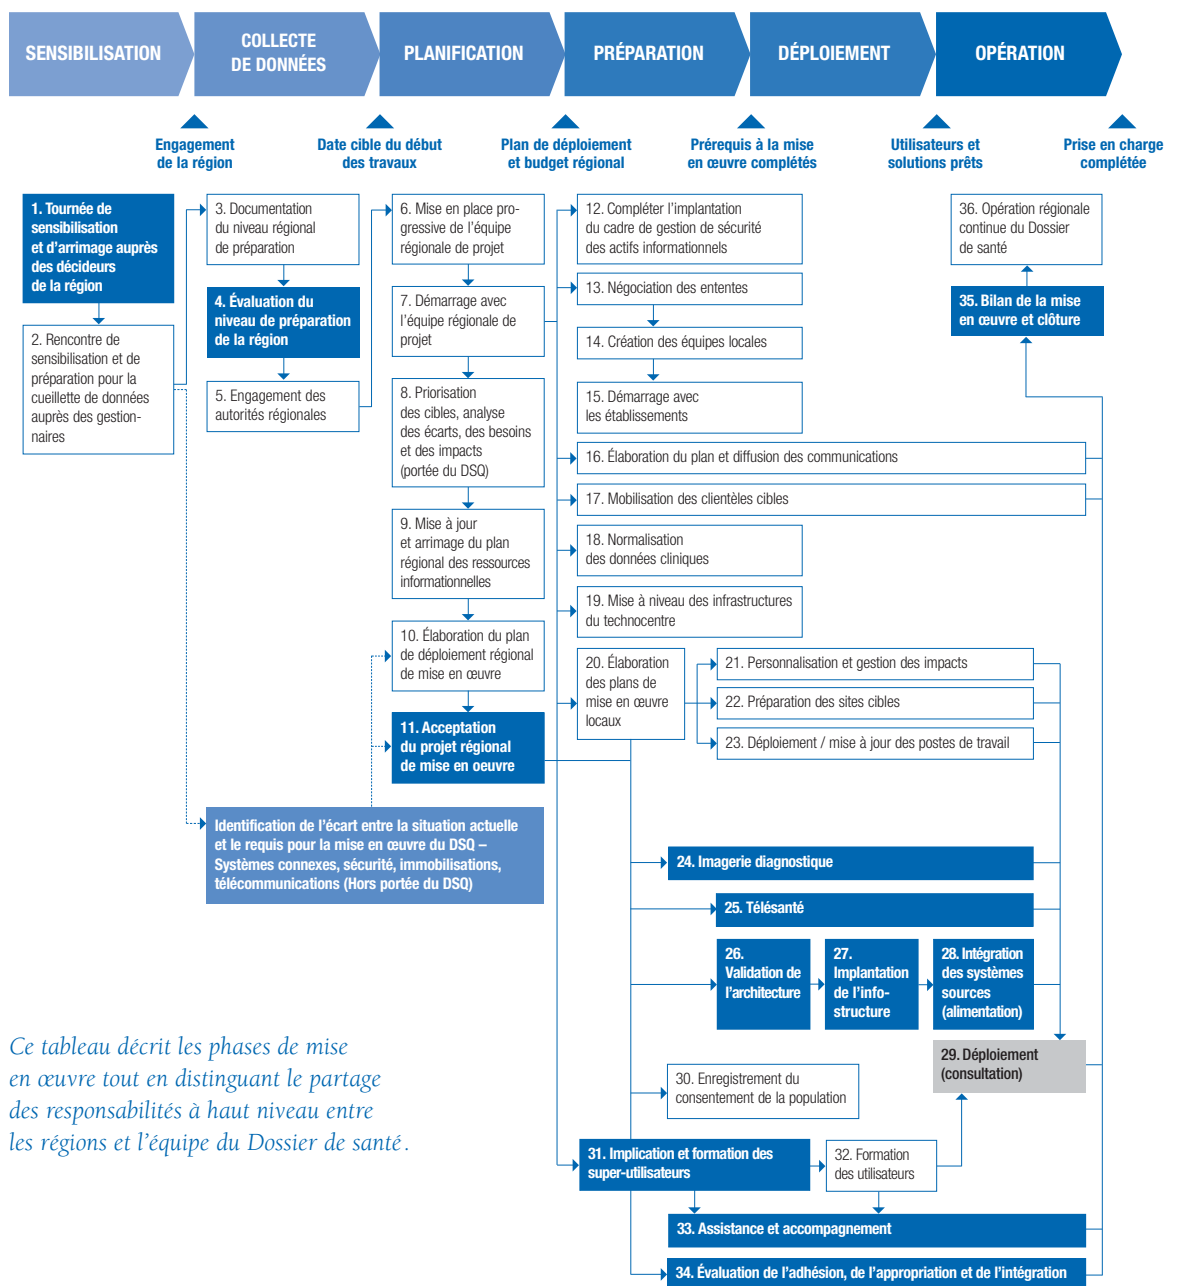 SENSIBILISATION
COLLECTE
DE DONNÉES
PLANIFICATION
PRÉPARATION
DÉPLOIEMENT
OPÉRATION
Engagement
de la région
Date cible du début
des travaux
Plan de déploiement
et budget régional
Prérequis à la mise
en œuvre complétés
Utilisateurs et
solutions prêts
Prise en charge
complétée
1. Tournée de
sensibilisation
et d'arrimage auprès
des décideurs
de la région
2. Rencontre de
sensibilisation et de
préparation pour la
cueillette de données
auprès des gestion-
naires
3. Documentation
du niveau régional
de préparation
4. Évaluation du
niveau de préparation
de la région
5. Engagement des
autorités régionales
6. Mise en place pro-
gressive de l'équipe
régionale de projet
7. Démarrage avec
l'équipe régionale de
projet
8. Priorisation
des cibles, analyse
des écarts, des besoins
et des impacts
(portée du DSQ)
9. Mise à jour
et arrimage du plan
régional des ressources
informationnelles
10. Élaboration du plan
de déploiement régional
de mise en œuvre
11. Acceptation
du projet régional
de mise en oeuvre
Identification de l'écart entre la situation actuelle
et le requis pour la mise en œuvre du DSQ –
Systèmes connexes, sécurité, immobilisations,
télécommunications (Hors portée du DSQ)
12. Compléter l'implantation
du cadre de gestion de sécurité
des actifs informationnels
13. Négociation des ententes
14. Création des équipes locales
15. Démarrage avec
les établissements
16. Élaboration du plan et diffusion des communications
17. Mobilisation des clientèles cibles
18. Normalisation
des données cliniques
19. Mise à niveau des infrastructures
du technocentre
20. Élaboration
des plans de
mise en œuvre
locaux
21. Personnalisation et gestion des impacts
22. Préparation des sites cibles
23. Déploiement / mise à jour des postes de travail
24. Imagerie diagnostique
25. Télésanté
26.
Validation de
l'architecture
27.
Implantation
de l'info-
structure
28. Intégration
des systèmes
sources
(alimentation)
29. Déploiement
(consultation)
30. Enregistrement du
consentement de la population
31. Implication et formation des
super-utilisateurs
32. Formation
des utilisateurs
33. Assistance et accompagnement
34. Évaluation de l'adhésion, de l'appropriation et de l'intégration
36. Opération régionale
continue du Dossier
de santé
35. Bilan de la mise
en œuvre et clôture
Ce tableau décrit les phases de mise
en œuvre tout en distinguant le partage
des responsabilités à haut niveau entre
les régions et l'équipe du Dossier de santé.